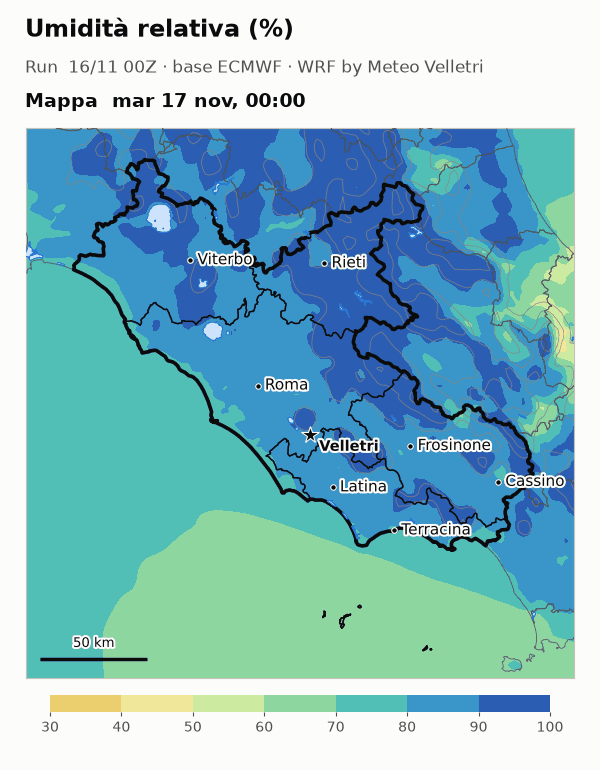 Umidità relativa (%)
Run 16/11 00Z · base ECMWF · WRF by Meteo Velletri
Mappa mar 17 nov, 00:00
Viterbo
Rieti
Roma
Velletri
Frosinone
Latina
Cassino
Terracina
50 km
30 40 50 60 70 80 90 100